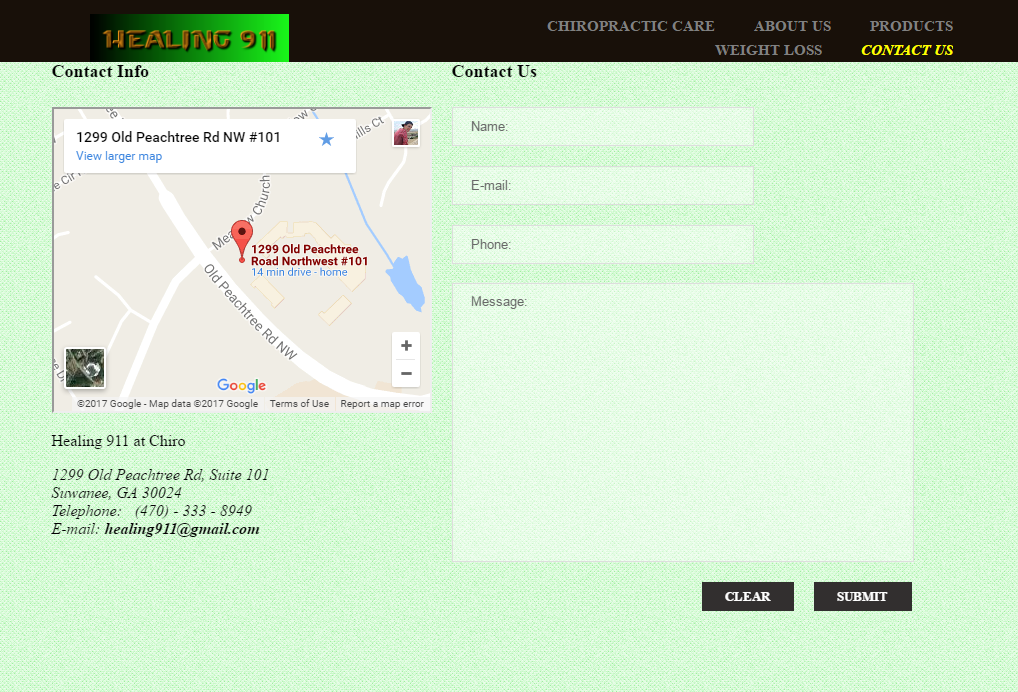 HEALING 911
CHIROPRACTIC CARE ABOUT US PRODUCTS
WEIGHT LOSS CONTACT US
Contact Info
1299 Old Peachtree Rd NW #101
View larger map
ills Ct
e Cir
Meadow Church
1299 Old Peachtree
Road Northwest #101
14 min drive - home
Old Peachtree Rd NW
+
−
Google
©2017 Google - Map data ©2017 Google Terms of Use Report a map error
Healing 911 at Chiro
1299 Old Peachtree Rd, Suite 101
Suwanee, GA 30024
Telephone: (470) - 333 - 8949
E-mail: healing911@gmail.com
Contact Us
Name:
E-mail:
Phone:
Message:
CLEAR SUBMIT